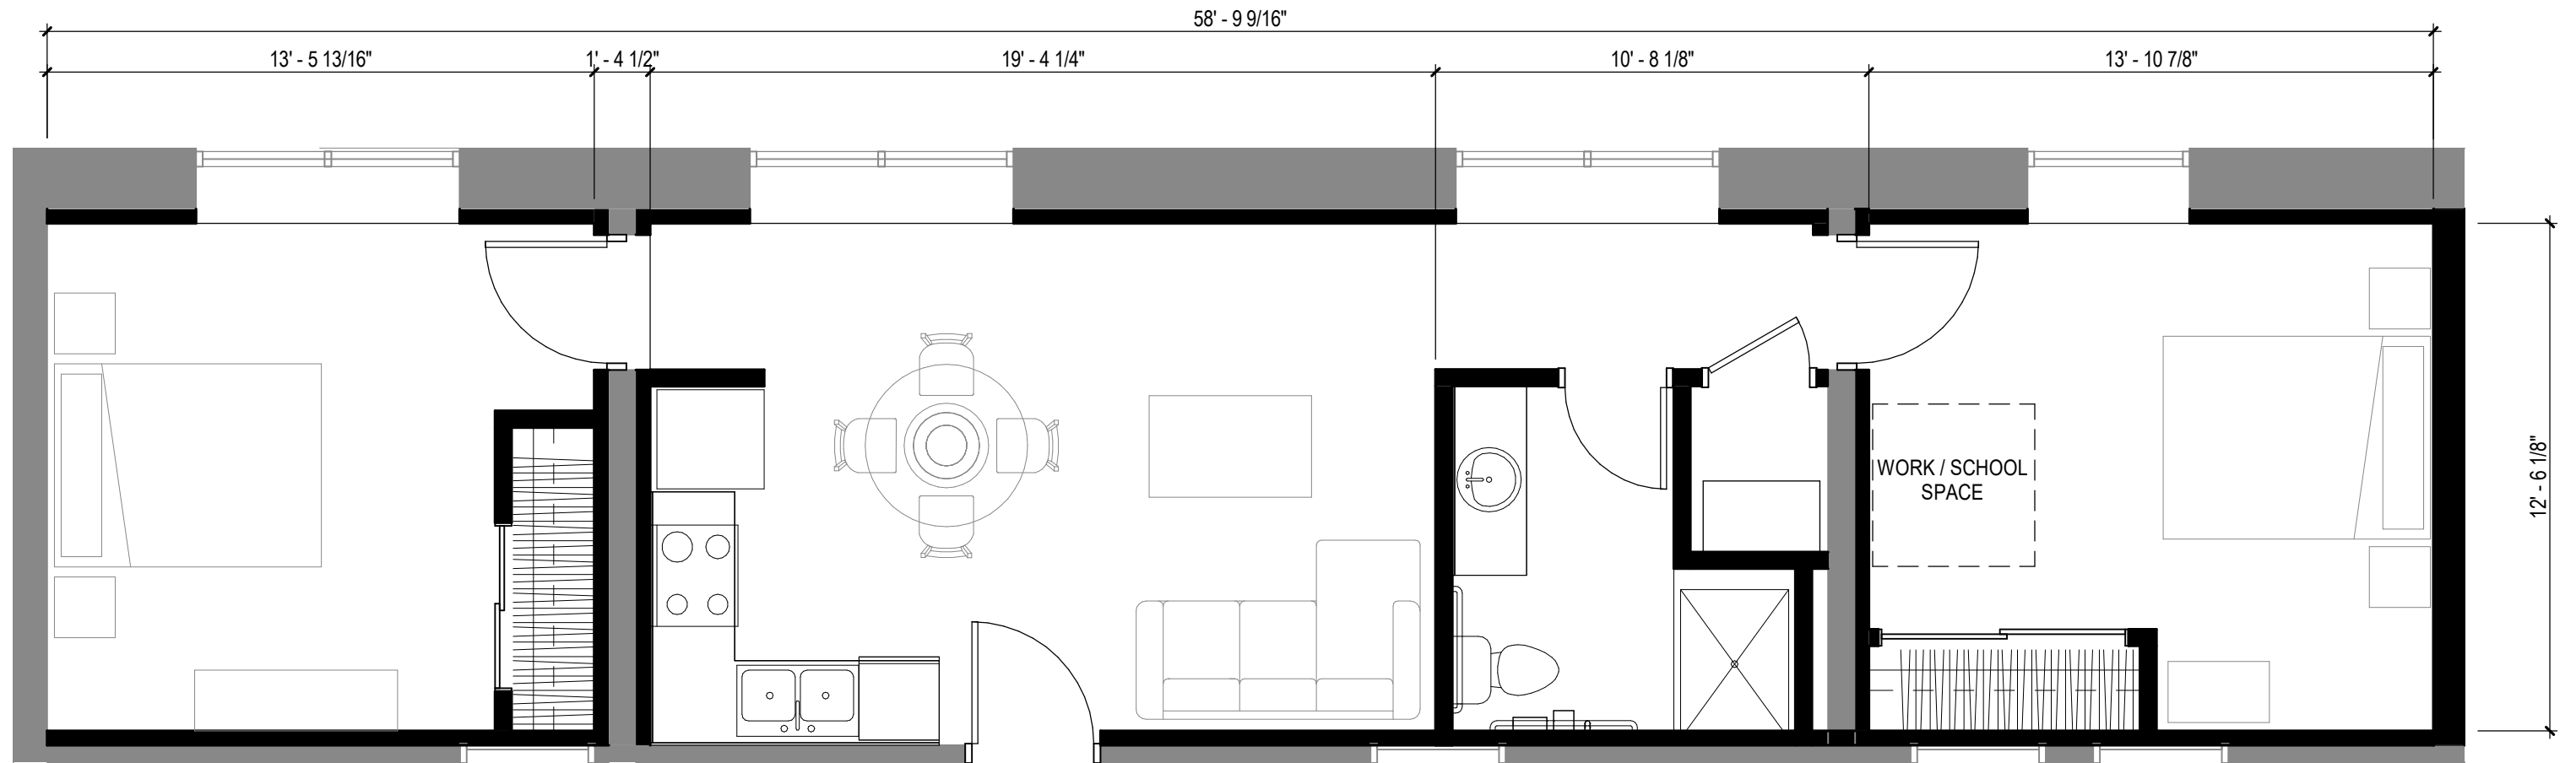 58' - 9 9/16"
13' - 5 13/16"
1' - 4 1/2"
19' - 4 1/4"
10' - 8 1/8"
13' - 10 7/8"
WORK / SCHOOL
SPACE
12' - 6 1/8"